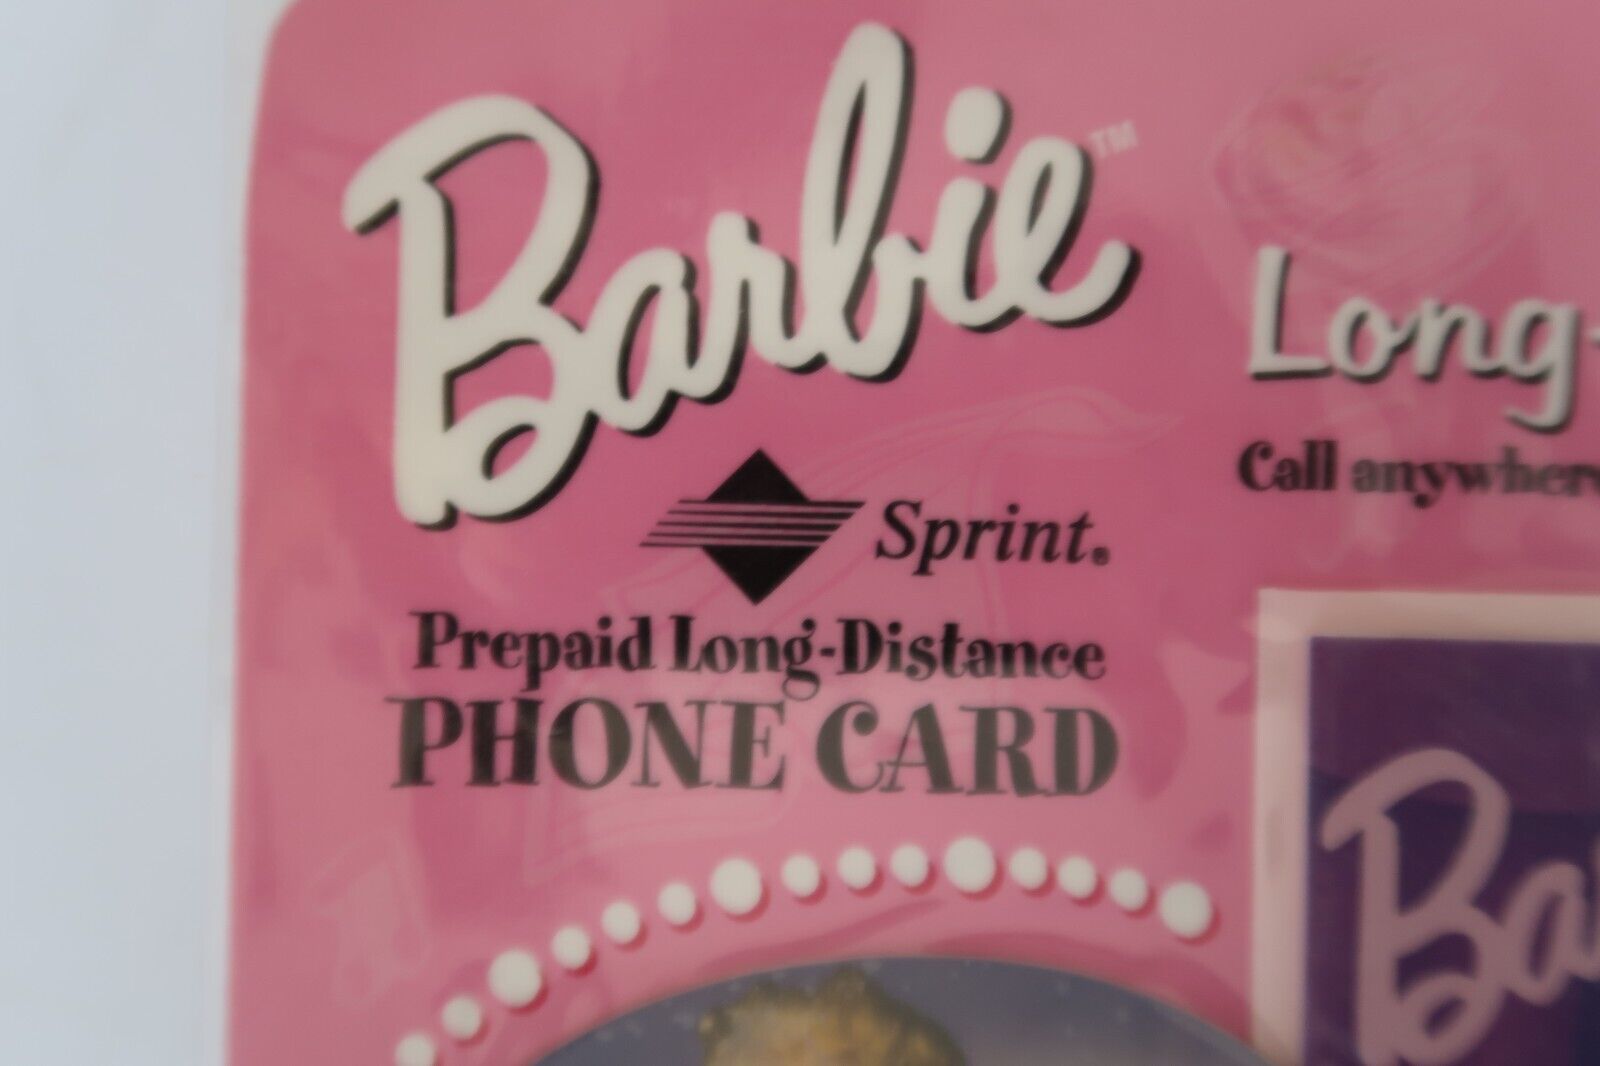 Barbie™
Sprint®
Prepaid Long-Distance
PHONE CARD
Long-
Call anywhere
Ba